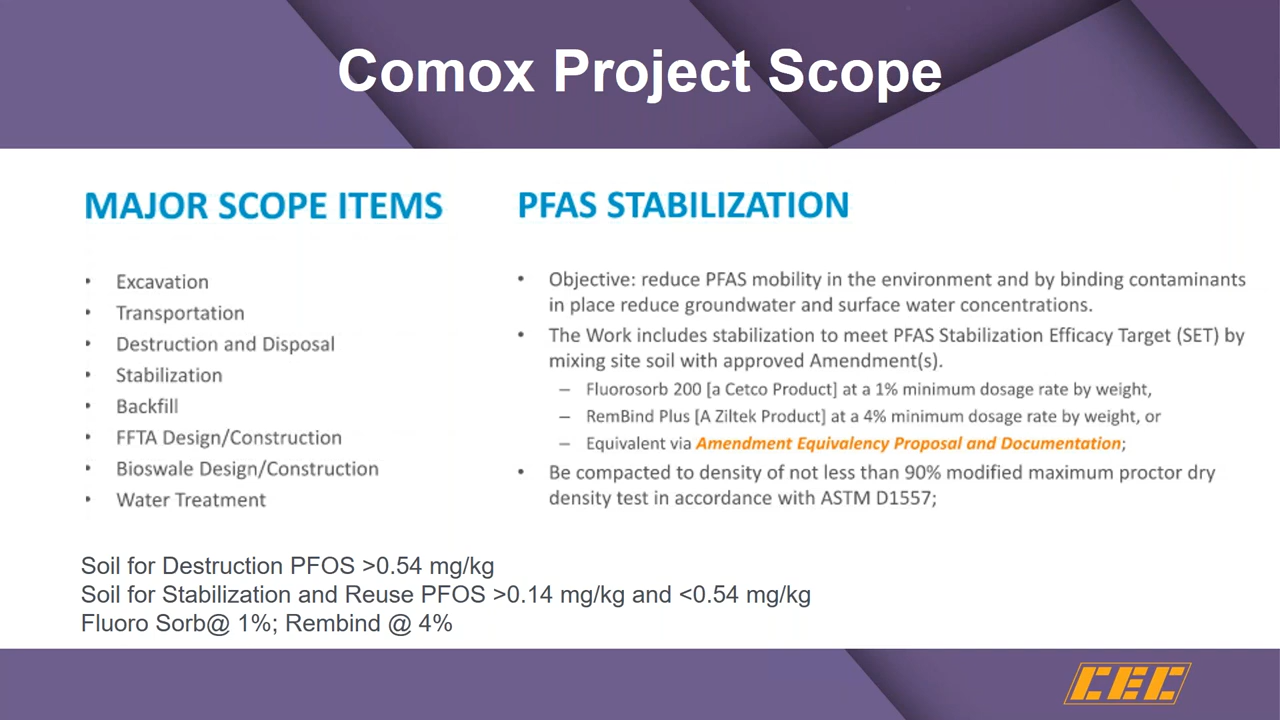 Comox Project Scope
MAJOR SCOPE ITEMS
• Excavation
• Transportation
• Destruction and Disposal
• Stabilization
• Backfill
• FFTA Design/Construction
• Bioswale Design/Construction
• Water Treatment
PFAS STABILIZATION
• Objective: reduce PFAS mobility in the environment and by binding contaminants
in place reduce groundwater and surface water concentrations.
• The Work includes stabilization to meet PFAS Stabilization Efficacy Target (SET) by
mixing site soil with approved Amendment(s).
– Fluorosorb 200 [a Cetco Product] at a 1% minimum dosage rate by weight,
– RemBind Plus [A Ziltek Product] at a 4% minimum dosage rate by weight, or
– Equivalent via Amendment Equivalency Proposal and Documentation;
• Be compacted to density of not less than 90% modified maximum proctor dry
density test in accordance with ASTM D1557;
Soil for Destruction PFOS >0.54 mg/kg
Soil for Stabilization and Reuse PFOS >0.14 mg/kg and <0.54 mg/kg
Fluoro Sorb@ 1%; Rembind @ 4%
CEC